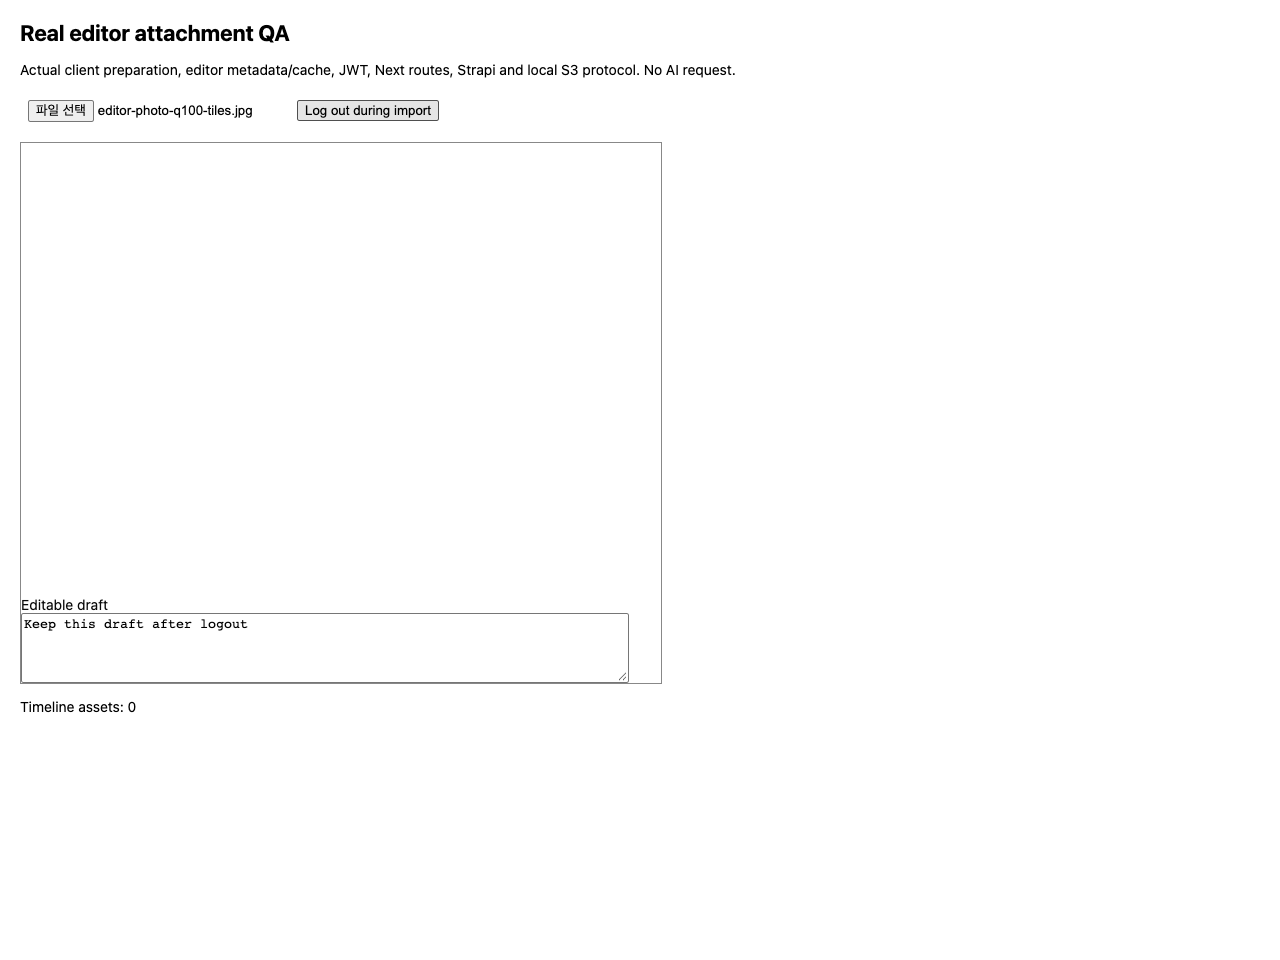 Real editor attachment QA
Actual client preparation, editor metadata/cache, JWT, Next routes, Strapi and local S3 protocol. No AI request.
파일 선택 editor-photo-q100-tiles.jpg Log out during import
Editable draft
Keep this draft after logout
Timeline assets: 0